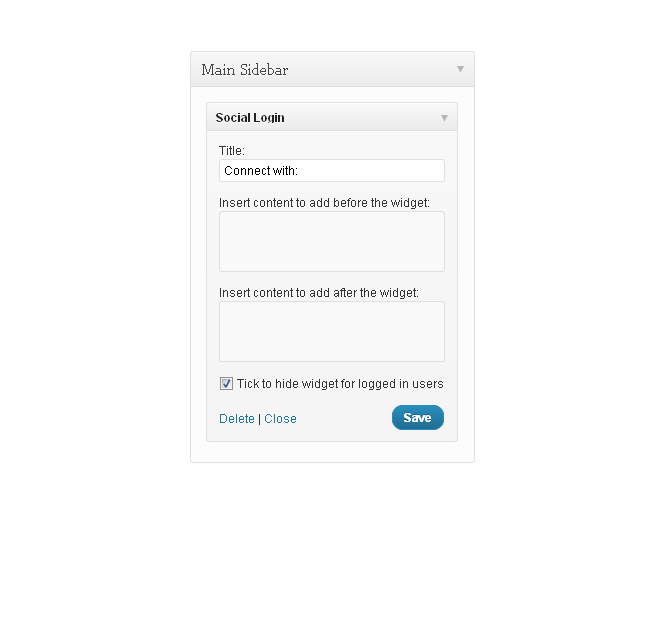 Main Sidebar
Social Login
Title:
Connect with:
Insert content to add before the widget:
Insert content to add after the widget:
Tick to hide widget for logged in users
Delete | Close
Save